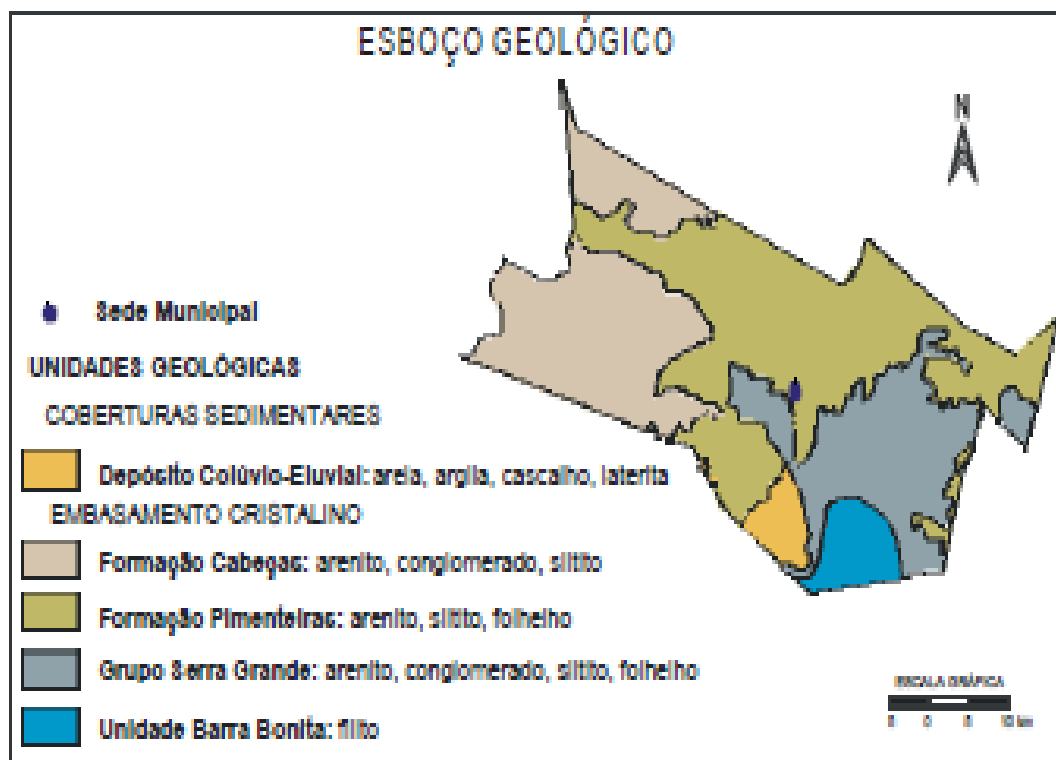 ESBOÇO GEOLÓGICO
N
Sede Municipal
UNIDADES GEOLÓGICAS
COBERTURAS SEDIMENTARES
Depósito Colúvio-Eluvial: areia, argila, cascalho, laterita
EMBASAMENTO CRISTALINO
Formação Cabeças: arenito, conglomerado, siltito
Formação Pimenteiras: arenito, siltito, folhelho
Grupo Serra Grande: arenito, conglomerado, siltito, folhelho
Unidade Barra Bonita: filito
ESCALA GRÁFICA